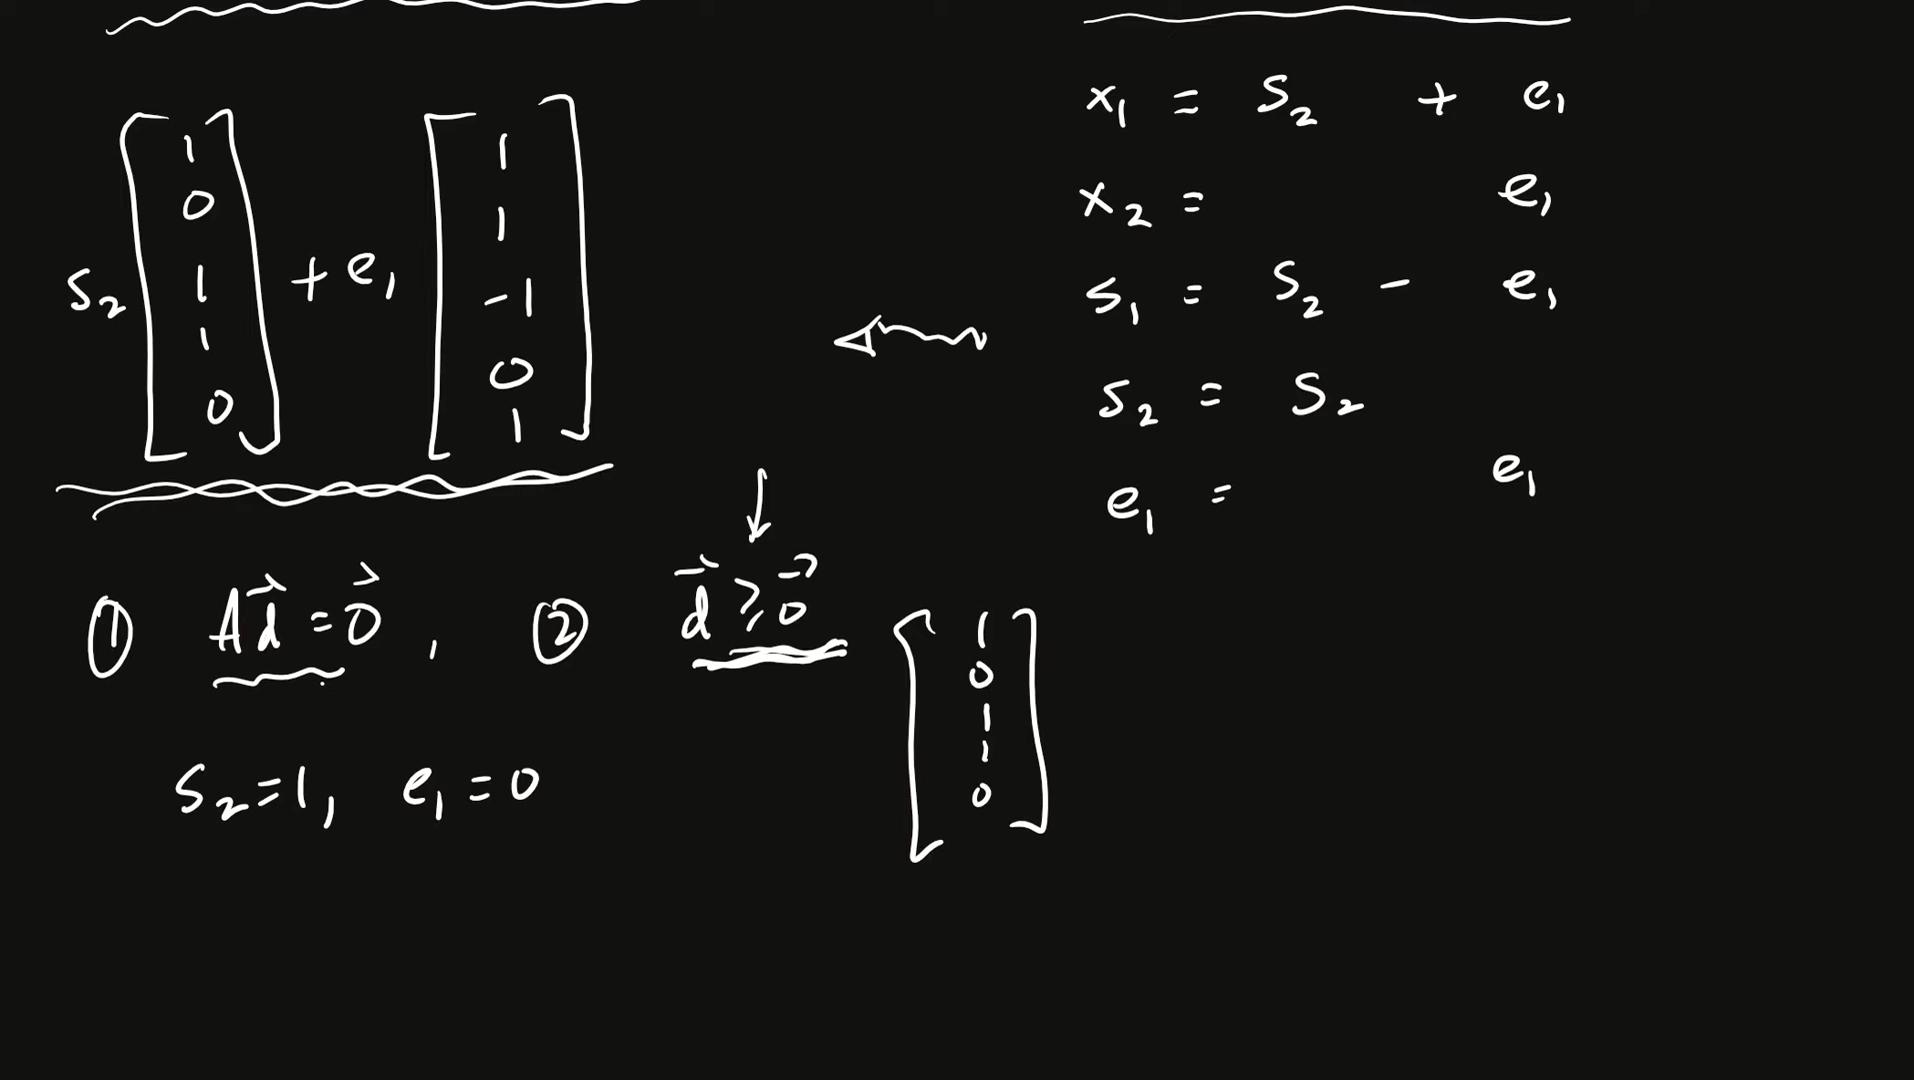 x₁ = s₂ + e₁
x₂ = e₁
s₁ = s₂ - e₁
s₂ = s₂
e₁ = e₁
s₂ [1 0 1 1 0] + e₁ [1 1 -1 0 1]
① Ad⃗ = 0⃗ , ② d⃗ ⩾ 0⃗
[1 0 1 1 0]
s₂ = 1, e₁ = 0